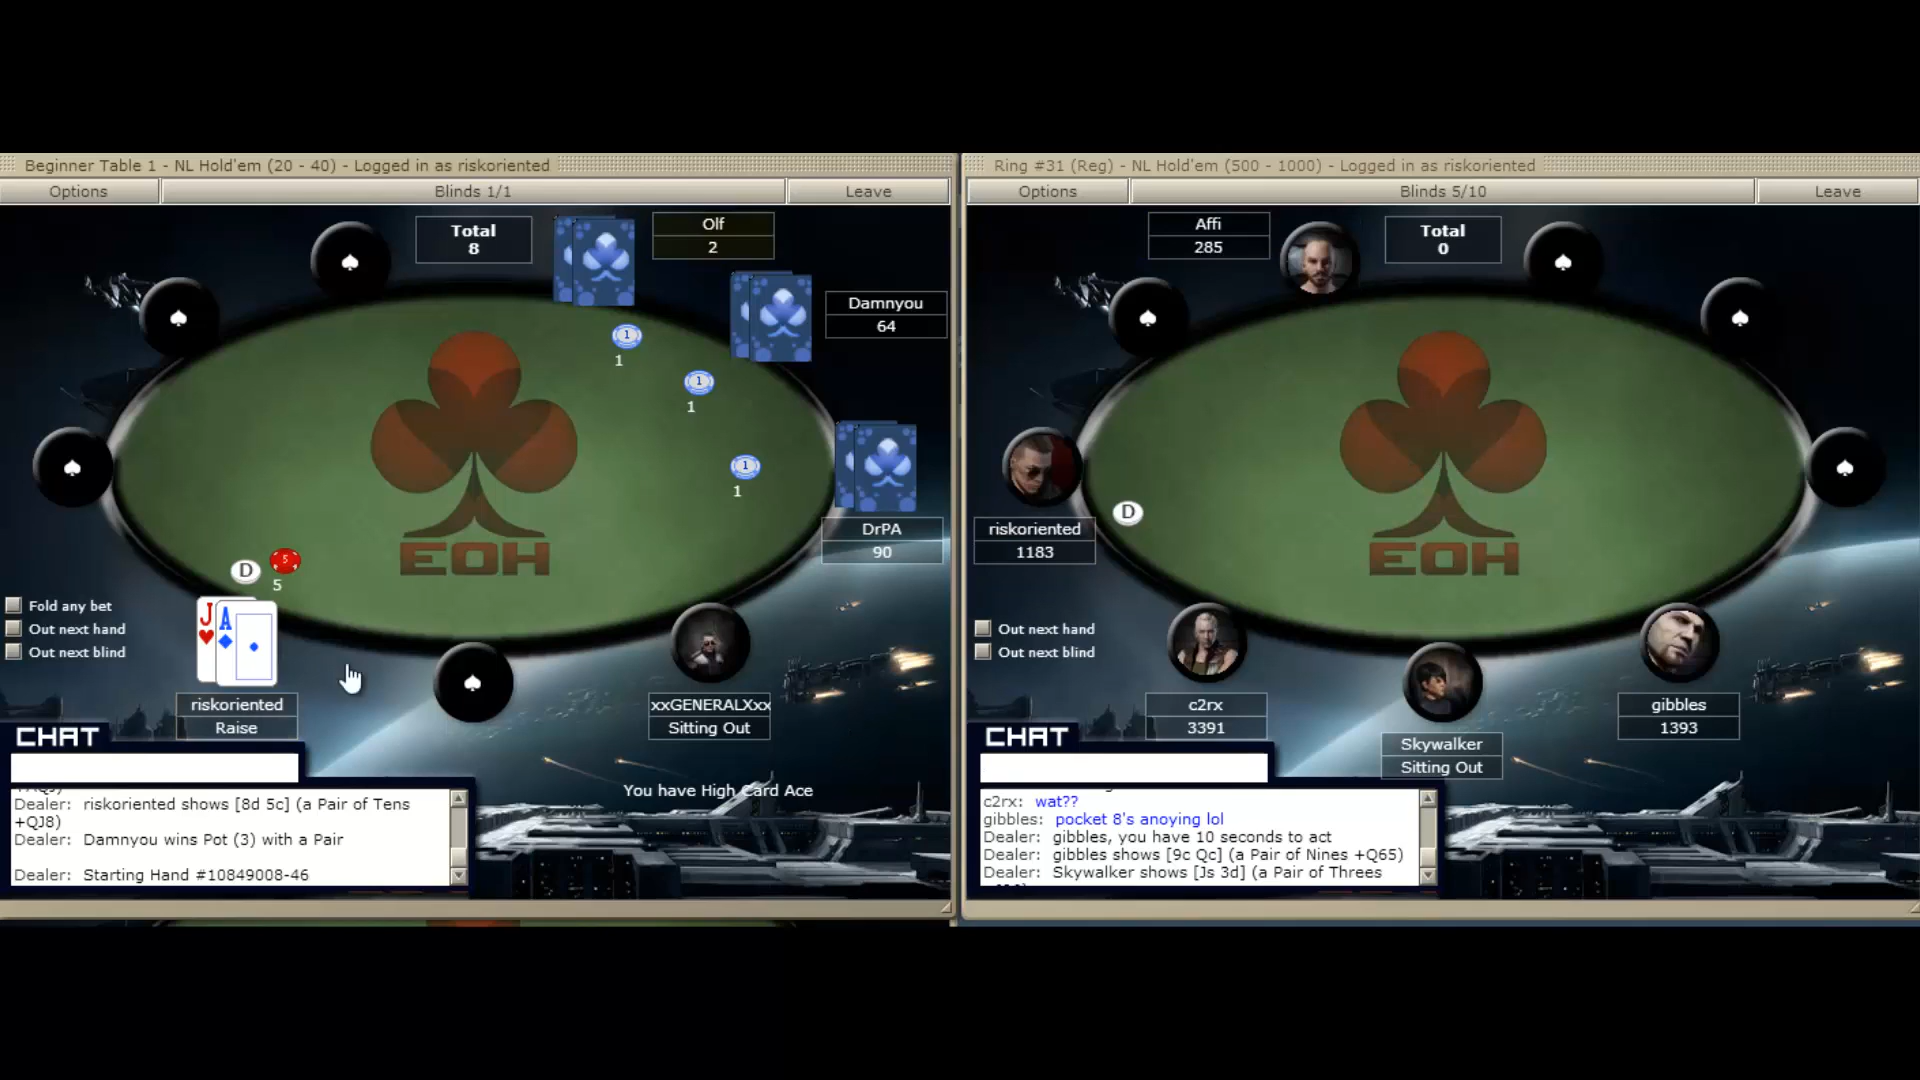 Beginner Table 1 - NL Hold'em (20 - 40) - Logged in as riskoriented
Options
Blinds 1/1
Leave
Total
8
Olf
2
Damnyou
64
1
1
1
1
1
1
DrPA
90
EOH
D
5
5
Fold any bet
Out next hand
Out next blind
J
A
riskoriented
Raise
xxGENERALXxx
Sitting Out
You have High Card Ace
CHAT
Dealer: riskoriented shows [8d 5c] (a Pair of Tens
+QJ8)
Dealer: Damnyou wins Pot (3) with a Pair
Dealer: Starting Hand #10849008-46
Ring #31 (Reg) - NL Hold'em (500 - 1000) - Logged in as riskoriented
Options
Blinds 5/10
Leave
Affi
285
Total
0
riskoriented
1183
D
EOH
Out next hand
Out next blind
c2rx
3391
Skywalker
Sitting Out
gibbles
1393
CHAT
c2rx: wat??
gibbles: pocket 8's anoying lol
Dealer: gibbles, you have 10 seconds to act
Dealer: gibbles shows [9c Qc] (a Pair of Nines +Q65)
Dealer: Skywalker shows [Js 3d] (a Pair of Threes